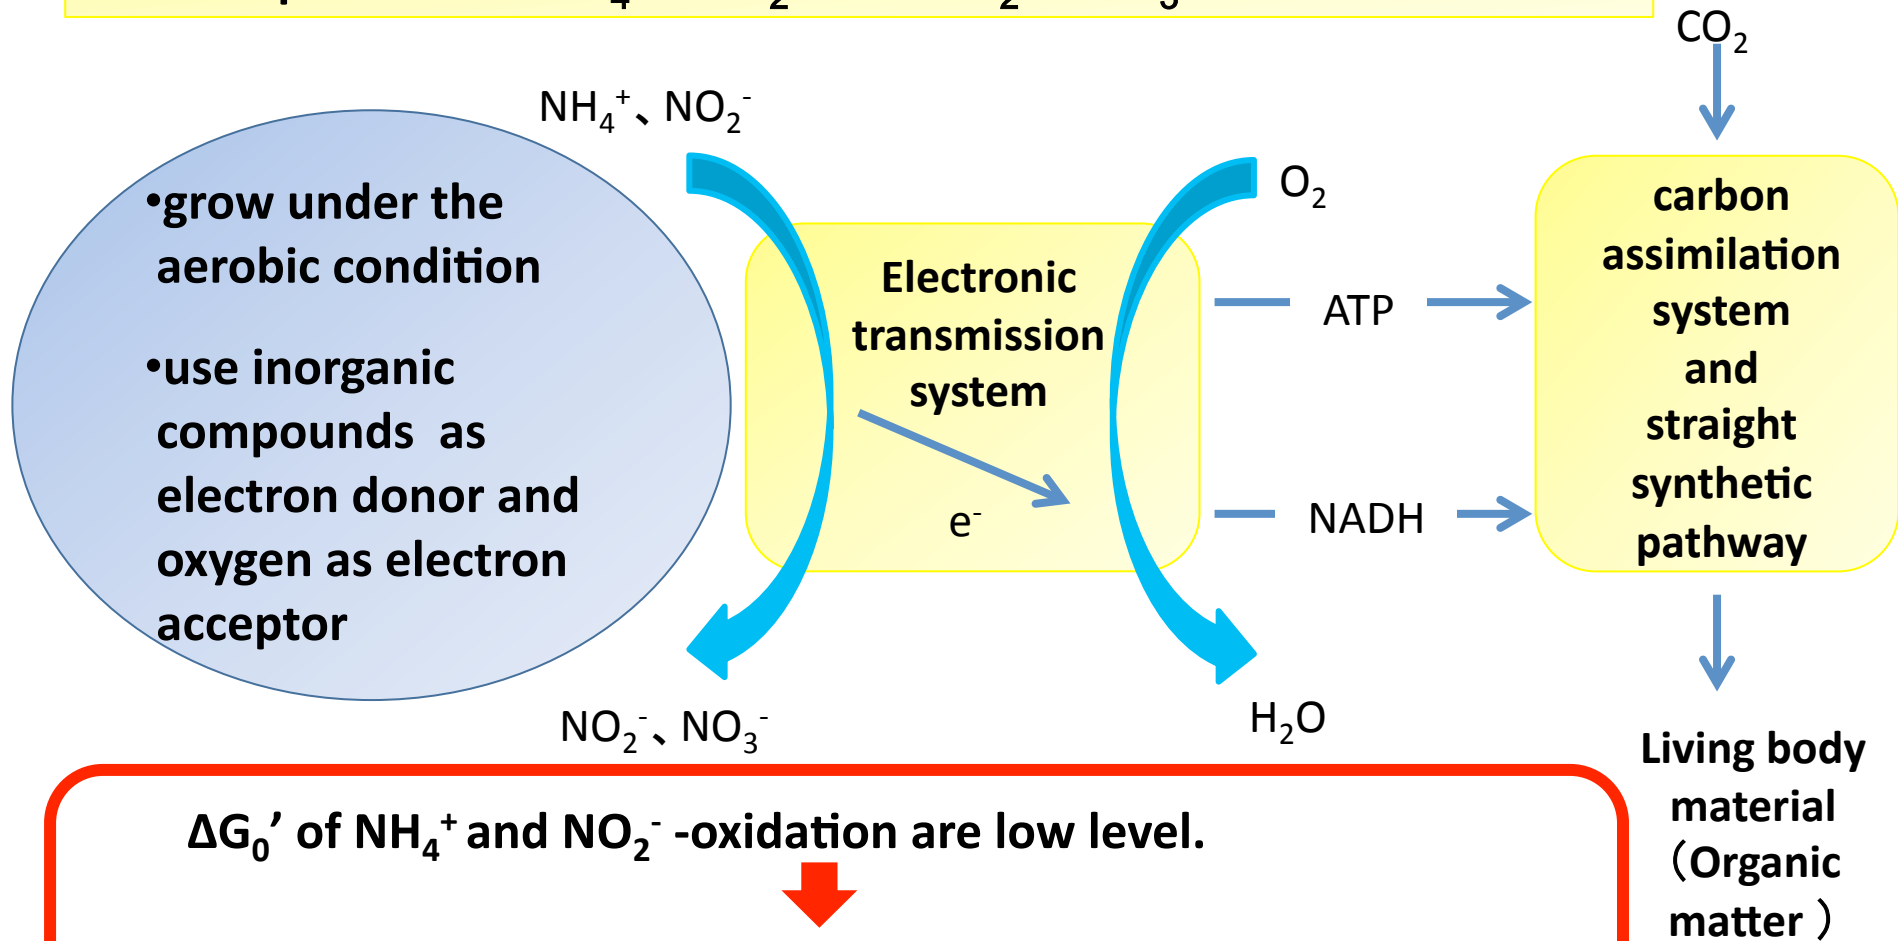 CO₂
NH₄⁺、NO₂⁻
•grow under the
aerobic condition
•use inorganic
compounds as
electron donor and
oxygen as electron
acceptor
O₂
Electronic
transmission
system
e⁻
ATP
NADH
carbon
assimilation
system
and
straight
synthetic
pathway
NO₂⁻、NO₃⁻
H₂O
Living body
material
（Organic
matter ）
ΔG₀’ of NH₄⁺ and NO₂⁻ -oxidation are low level.